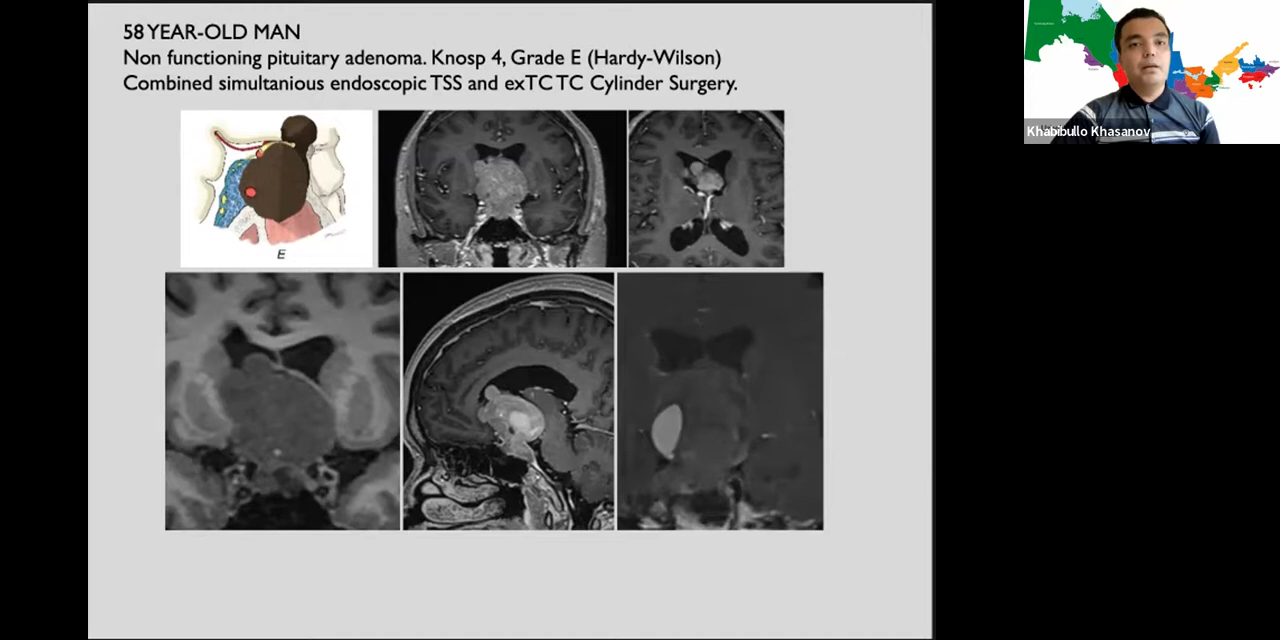 58 YEAR-OLD MAN
Non functioning pituitary adenoma. Knosp 4, Grade E (Hardy-Wilson)
Combined simultanious endoscopic TSS and exTC TC Cylinder Surgery.
E
Khabibullo Khasanov